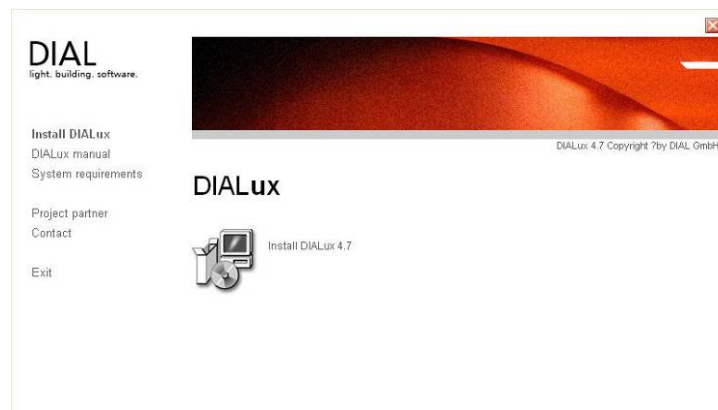 DIAL
light. building. software.
Install DIALux
DIALux manual
System requirements
Project partner
Contact
Exit
DIALux 4.7 Copyright ?by DIAL GmbH
DIALux
Install DIALux 4.7